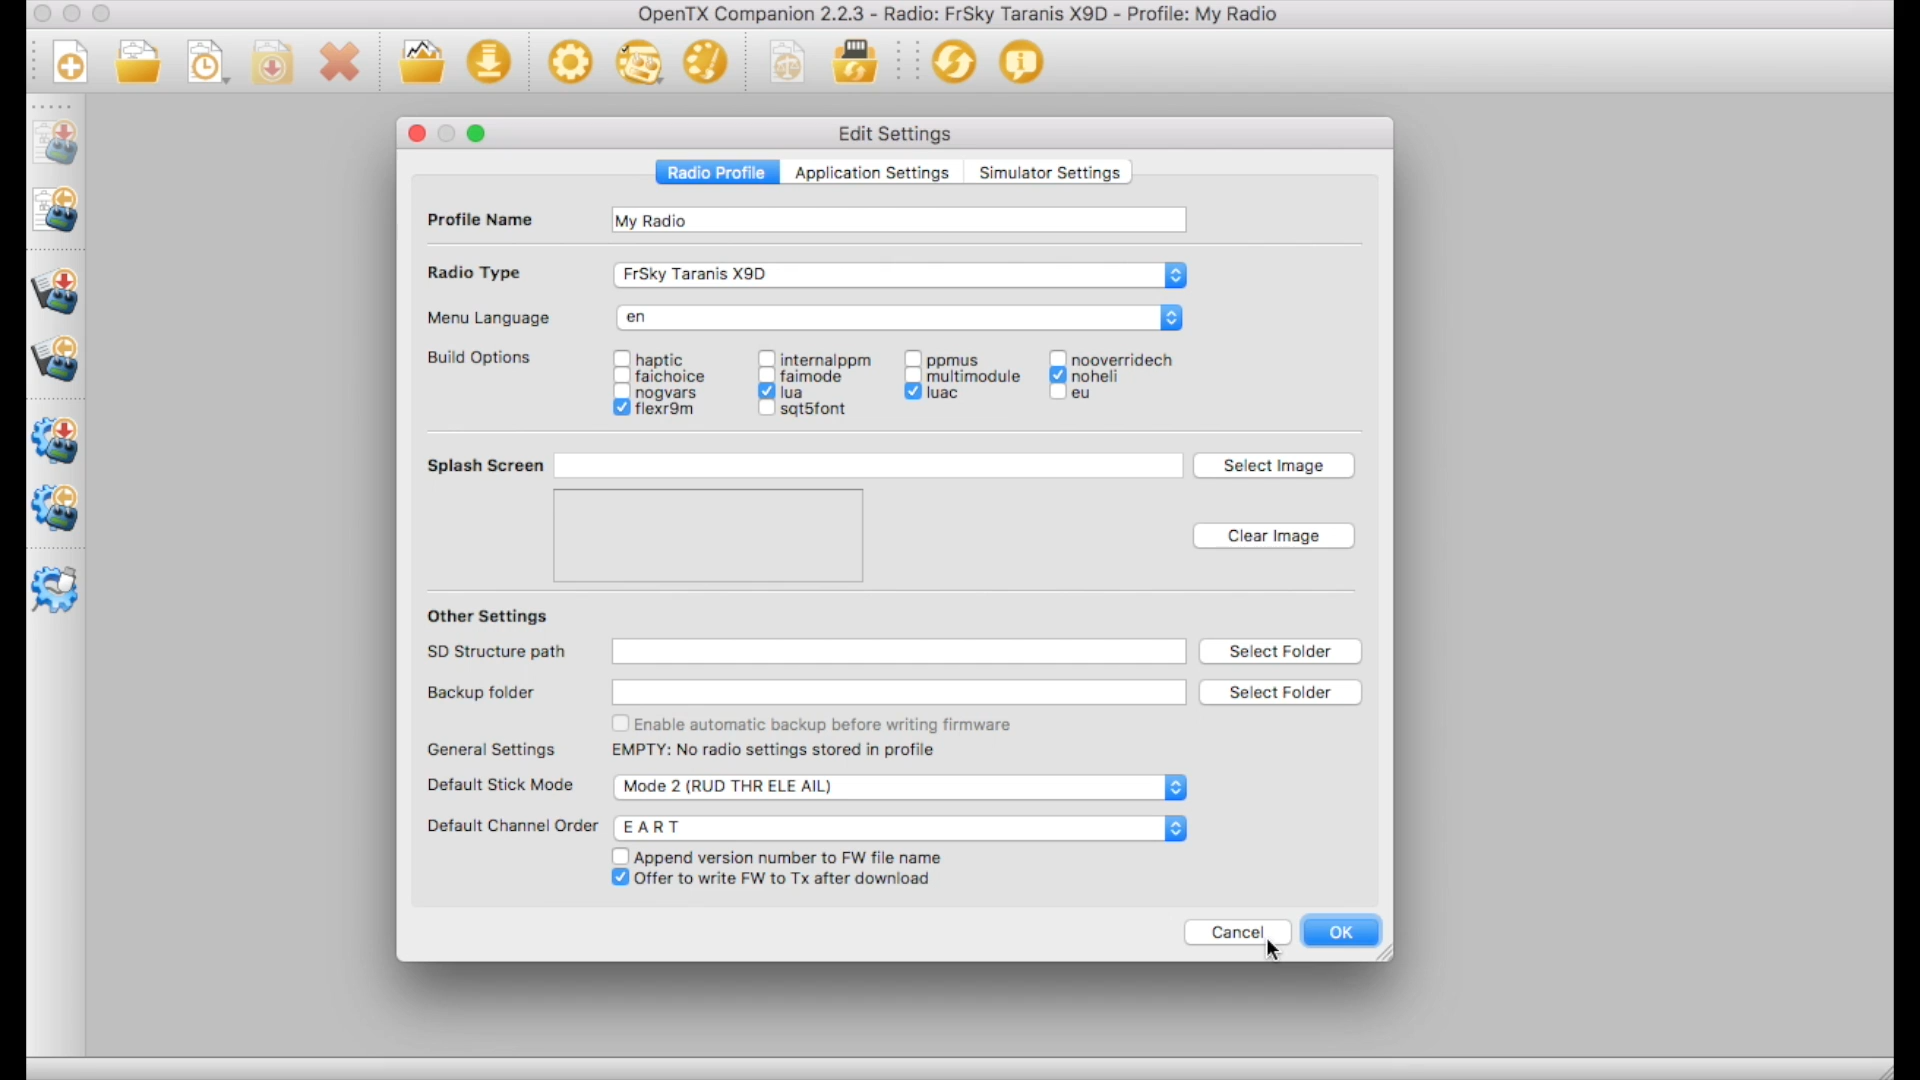 OpenTX Companion 2.2.3 - Radio: FrSky Taranis X9D - Profile: My Radio
Edit Settings
Radio Profile Application Settings Simulator Settings
Profile Name My Radio
Radio Type FrSky Taranis X9D
Menu Language en
Build Options haptic internalppm ppmus nooverridech
faichoice faimode multimodule noheli
nogvars lua luac eu
flexr9m sqt5font
Splash Screen Select Image
Clear Image
Other Settings
SD Structure path Select Folder
Backup folder Select Folder
Enable automatic backup before writing firmware
General Settings EMPTY: No radio settings stored in profile
Default Stick Mode Mode 2 (RUD THR ELE AIL)
Default Channel Order E A R T
Append version number to FW file name
Offer to write FW to Tx after download
Cancel OK